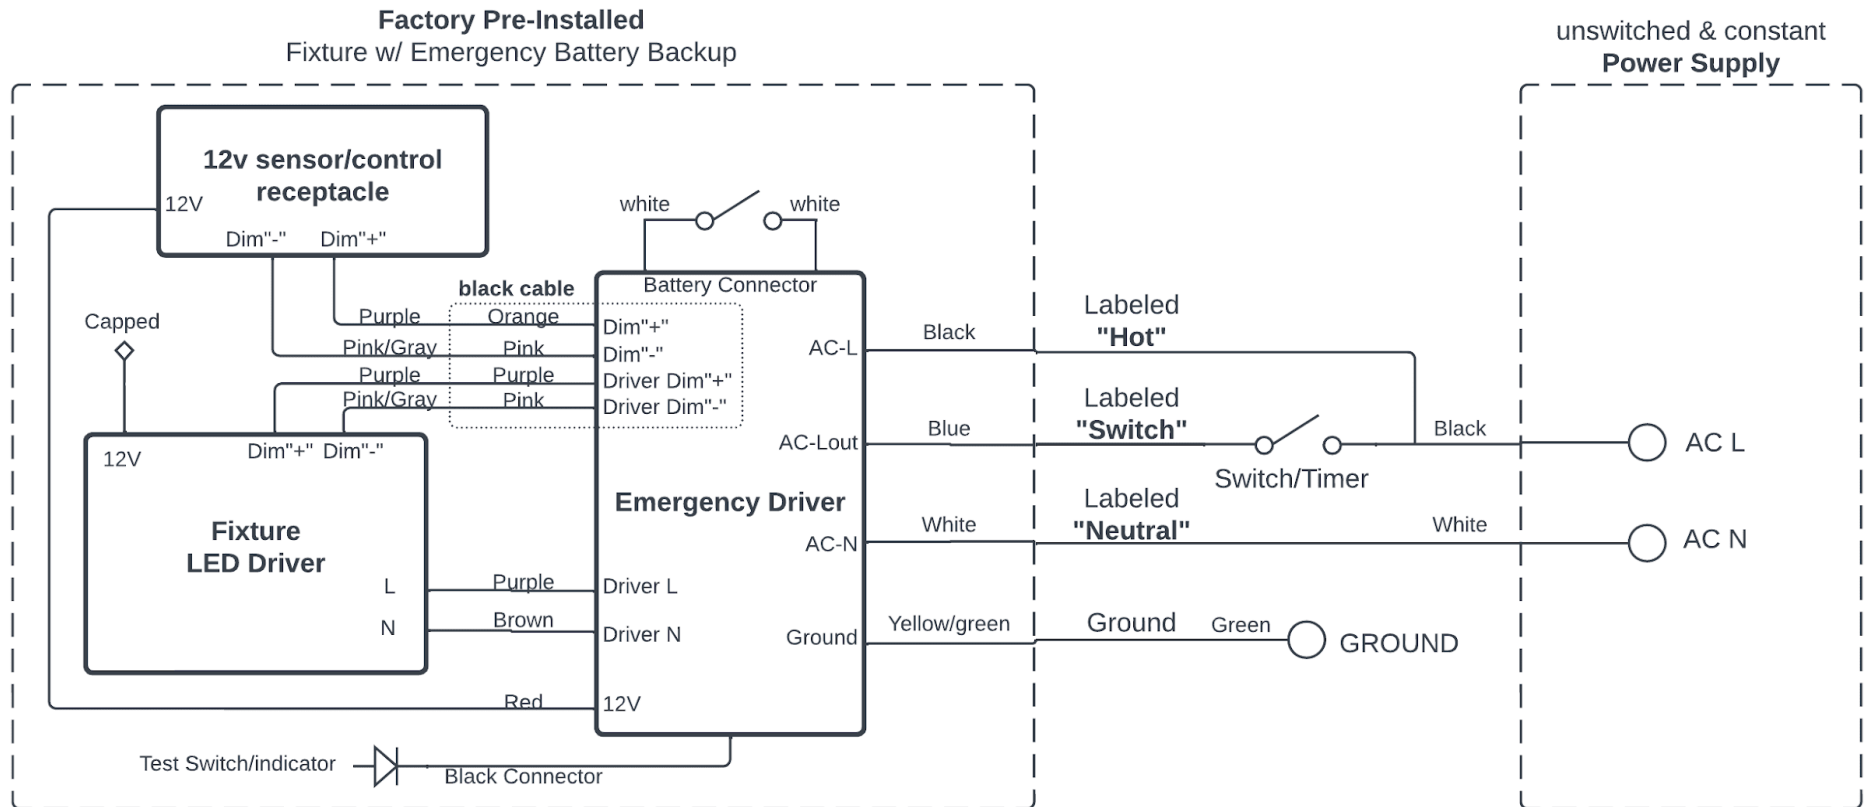 Factory Pre-Installed
Fixture w/ Emergency Battery Backup
unswitched & constant
Power Supply
12v sensor/control
receptacle
12V
Dim"-"
Dim"+"
white
white
Battery Connector
black cable
Capped
Purple
Orange
Dim"+"
Pink/Gray
Pink
Dim"-"
Purple
Purple
Driver Dim"+"
Pink/Gray
Pink
Driver Dim"-"
AC-L
Black
Labeled
"Hot"
AC-Lout
Blue
Labeled
"Switch"
Switch/Timer
Black
AC L
12V
Dim"+"
Dim"-"
Fixture
LED Driver
Emergency Driver
AC-N
White
Labeled
"Neutral"
White
AC N
L
Purple
Driver L
N
Brown
Driver N
Ground
Yellow/green
Ground
Green
GROUND
Red
12V
Test Switch/indicator
Black Connector